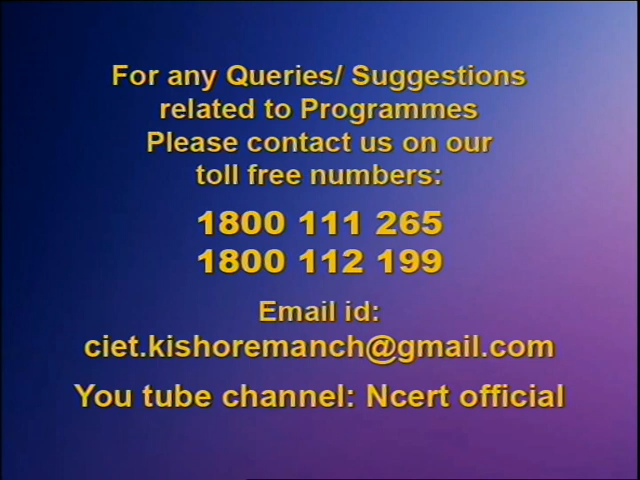 For any Queries/ Suggestions
related to Programmes
Please contact us on our
toll free numbers:
1800 111 265
1800 112 199
Email id:
ciet.kishoremanch@gmail.com
You tube channel: Ncert official